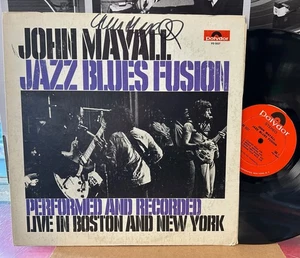 polydor
JOHN MAYALL
JAZZ BLUES FUSION
PERFORMED AND RECORDED
LIVE IN BOSTON AND NEW YORK
polydor